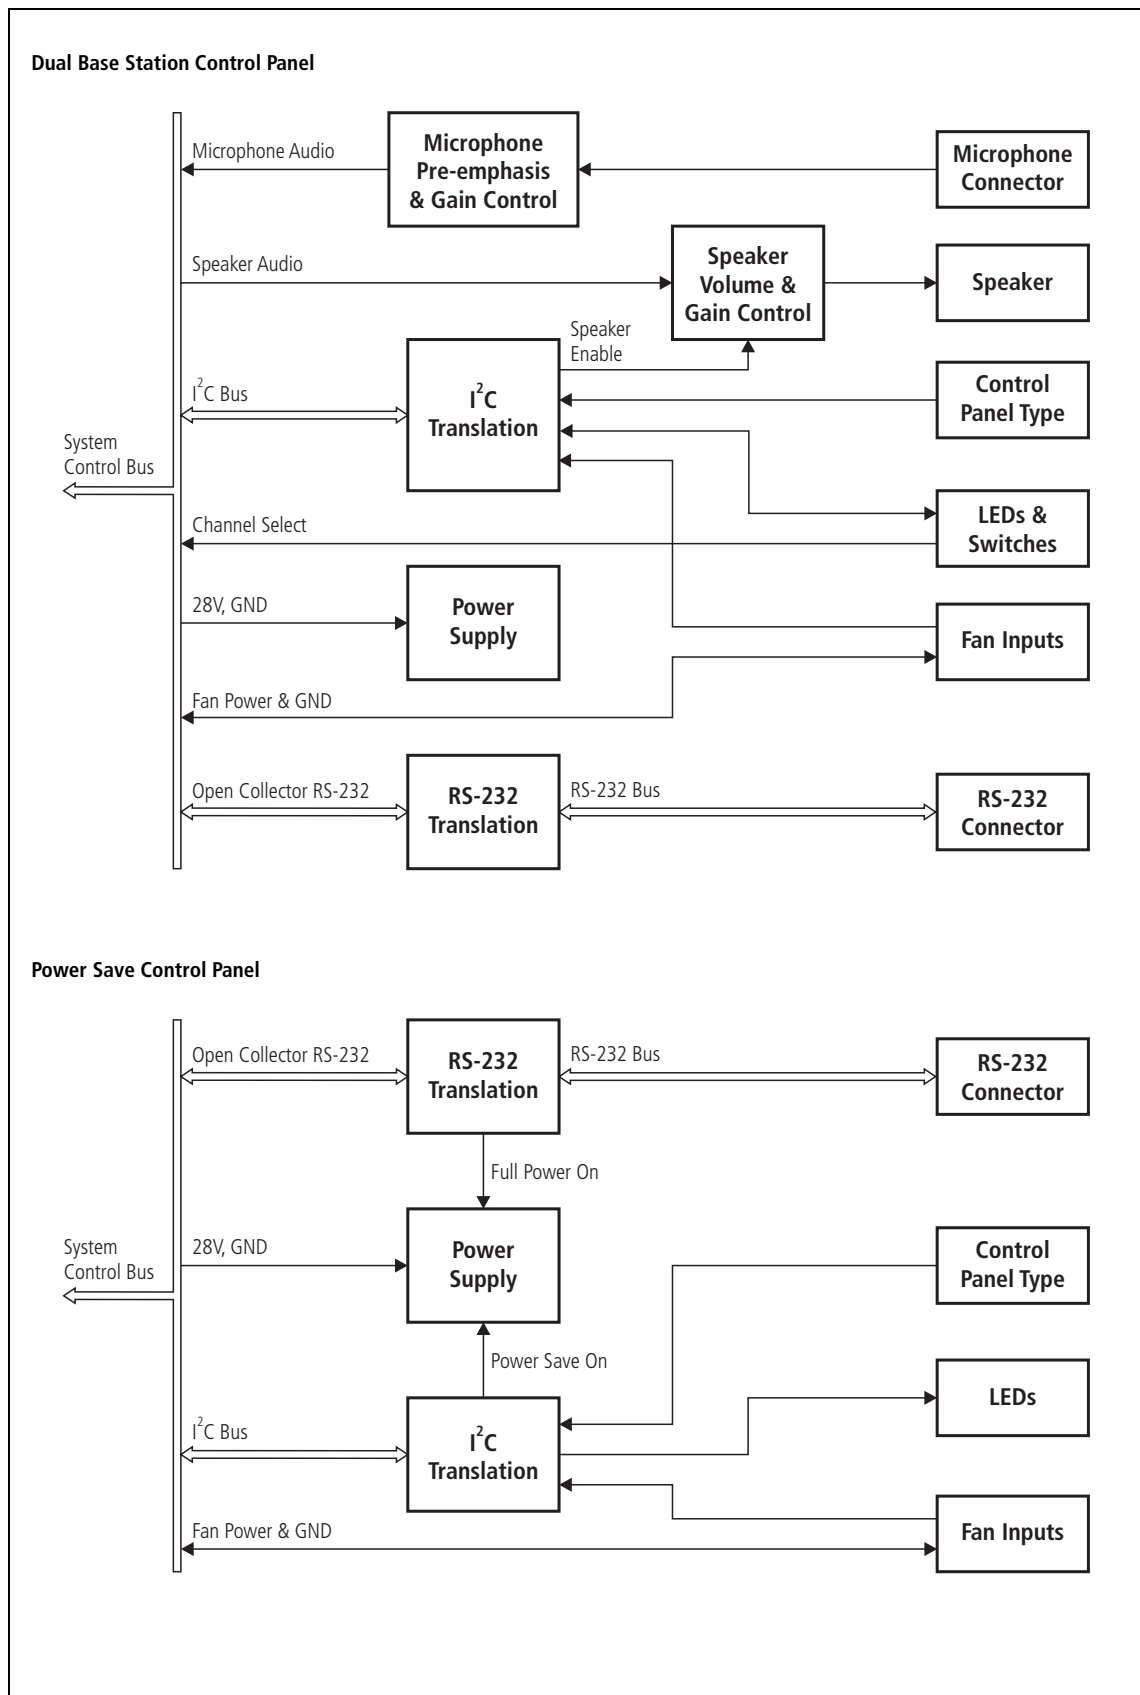 Dual Base Station Control Panel
Microphone Audio
Microphone
Pre-emphasis
& Gain Control
Microphone
Connector
Speaker Audio
Speaker
Volume &
Gain Control
Speaker
Speaker
Enable
I²C Bus
I²C
Translation
Control
Panel Type
System
Control Bus
Channel Select
LEDs &
Switches
28V, GND
Power
Supply
Fan Inputs
Fan Power & GND
Open Collector RS-232
RS-232
Translation
RS-232 Bus
RS-232
Connector
Power Save Control Panel
Open Collector RS-232
RS-232
Translation
RS-232 Bus
RS-232
Connector
Full Power On
System
Control Bus
28V, GND
Power
Supply
Control
Panel Type
Power Save On
LEDs
I²C Bus
I²C
Translation
Fan Power & GND
Fan Inputs